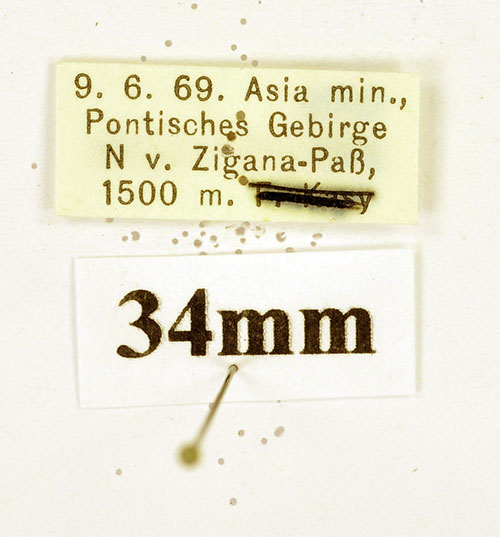 9. 6. 69. Asia min.,
Pontisches Gebirge
N v. Zigana-Paß,
1500 m.
34mm